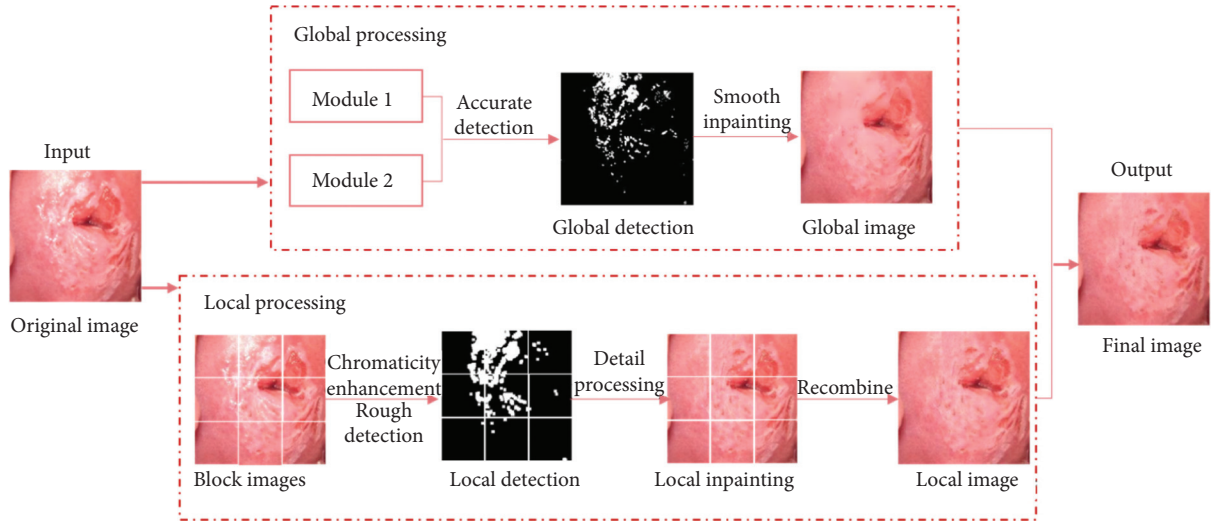 Input
Original image
Global processing
Module 1
Module 2
Accurate
detection
Global detection
Smooth
inpainting
Global image
Local processing
Block images
Chromaticity
enhancement
Rough
detection
Local detection
Detail
processing
Local inpainting
Recombine
Local image
Output
Final image